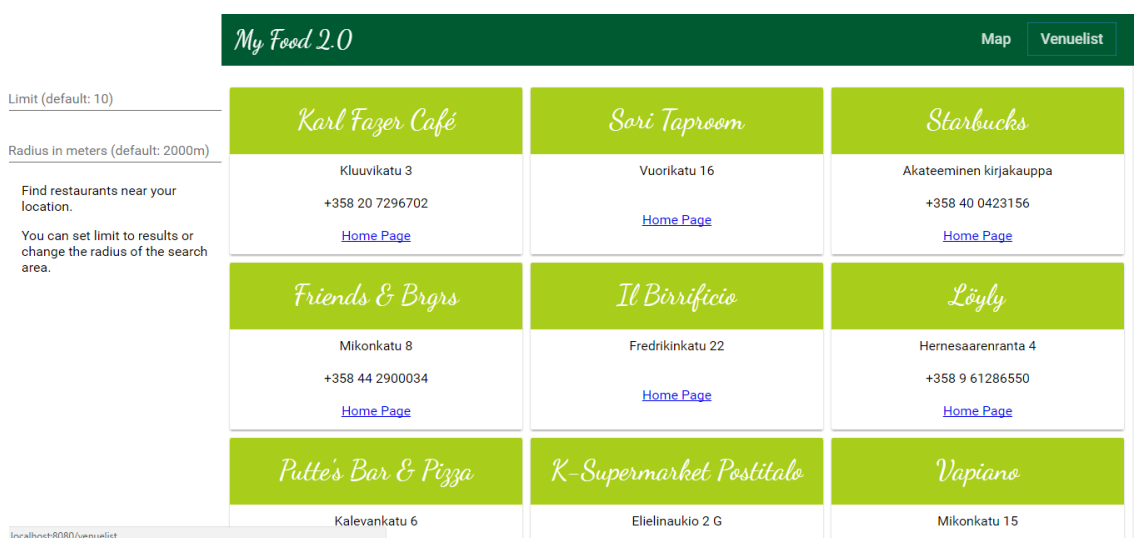 My Food 2.0
Map Venuelist
Limit (default: 10)
Radius in meters (default: 2000m)
Find restaurants near your
location.
You can set limit to results or
change the radius of the search
area.
Karl Fazer Café
Kluuvikatu 3
+358 20 7296702
Home Page
Sori Taproom
Vuorikatu 16
Home Page
Starbucks
Akateeminen kirjakauppa
+358 40 0423156
Home Page
Friends & Brgrs
Mikonkatu 8
+358 44 2900034
Home Page
Il Birrificio
Fredrikinkatu 22
Home Page
Löyly
Hernesaarenranta 4
+358 9 61286550
Home Page
Putte's Bar & Pizza
Kalevankatu 6
K-Supermarket Postitalo
Elielinaukio 2 G
Vapiano
Mikonkatu 15
localhost:8080/venuelist